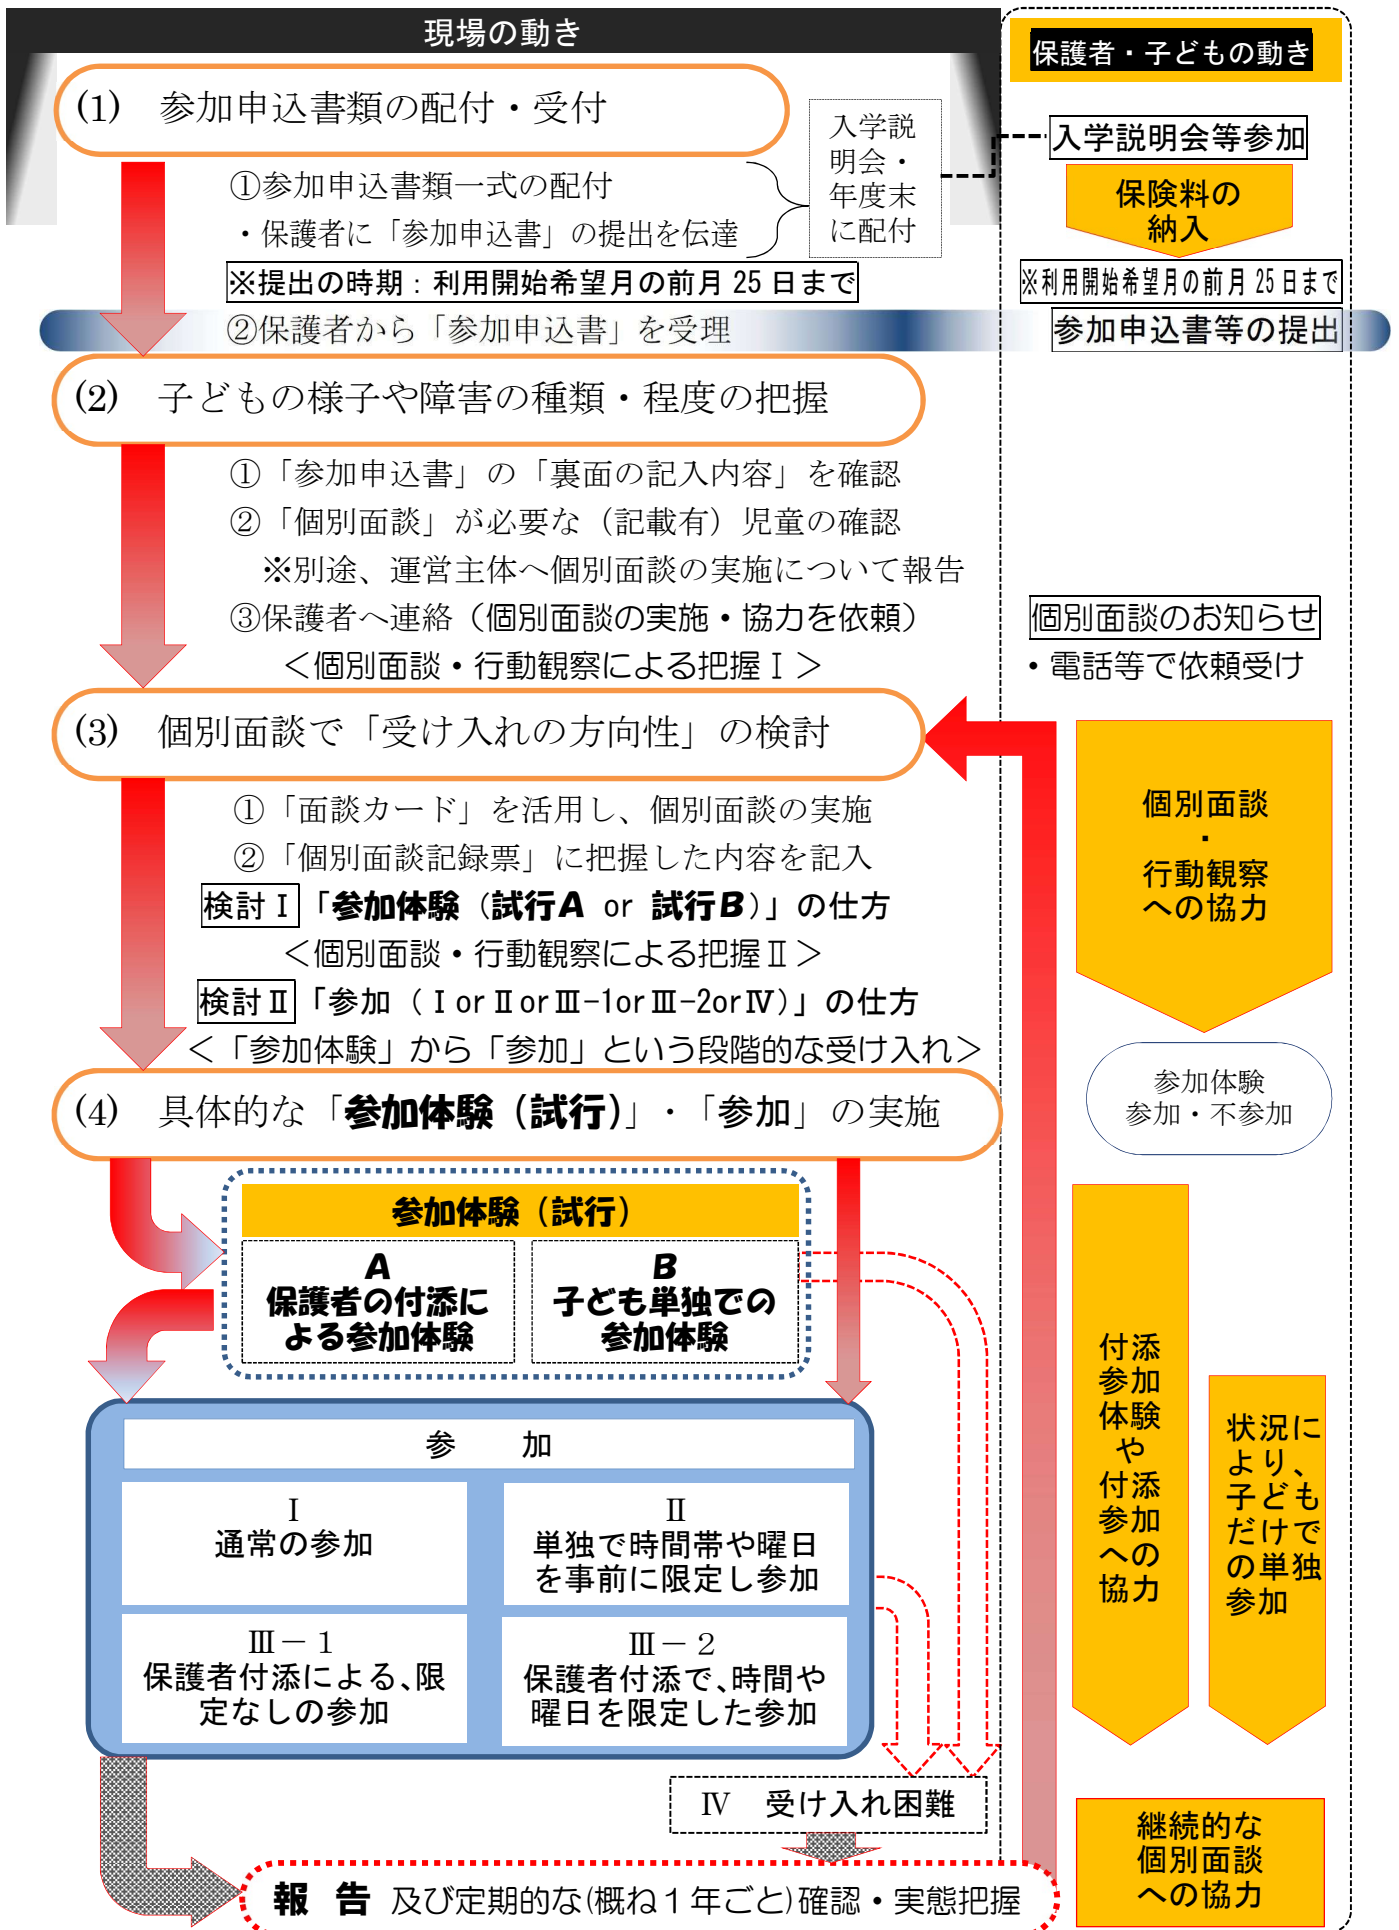 現場の動き
保護者・子どもの動き
(1) 参加申込書類の配付・受付
入学説
明会・
年度末
に配付
入学説明会等参加
保険料の
納入
①参加申込書類一式の配付
・保護者に「参加申込書」の提出を伝達
※提出の時期：利用開始希望月の前月 25 日まで
※利用開始希望月の前月 25 日まで
②保護者から「参加申込書」を受理
参加申込書等の提出
(2) 子どもの様子や障害の種類・程度の把握
①「参加申込書」の「裏面の記入内容」を確認
②「個別面談」が必要な（記載有）児童の確認
※別途、運営主体へ個別面談の実施について報告
③保護者へ連絡（個別面談の実施・協力を依頼）
＜個別面談・行動観察による把握Ⅰ＞
個別面談のお知らせ
・電話等で依頼受け
(3) 個別面談で「受け入れの方向性」の検討
①「面談カード」を活用し、個別面談の実施
②「個別面談記録票」に把握した内容を記入
検討Ⅰ「参加体験（試行A or 試行B）」の仕方
＜個別面談・行動観察による把握Ⅱ＞
検討Ⅱ「参加（ⅠorⅡorⅢ-1orⅢ-2orⅣ）」の仕方
＜「参加体験」から「参加」という段階的な受け入れ＞
個別面談
・
行動観察
への協力
参加体験
参加・不参加
(4) 具体的な「参加体験（試行）」・「参加」の実施
参加体験（試行）
A
保護者の付添に
よる参加体験
B
子ども単独での
参加体験
参　　加
Ⅰ
通常の参加
Ⅱ
単独で時間帯や曜日
を事前に限定し参加
Ⅲ－１
保護者付添による、限
定なしの参加
Ⅲ－２
保護者付添で、時間や
曜日を限定した参加
付添
参加
体験
や
付添
参加
への
協力
状況に
より、
子ども
だけで
の単独
参加
Ⅳ　受け入れ困難
報 告 及び定期的な(概ね１年ごと)確認・実態把握
継続的な
個別面談
への協力